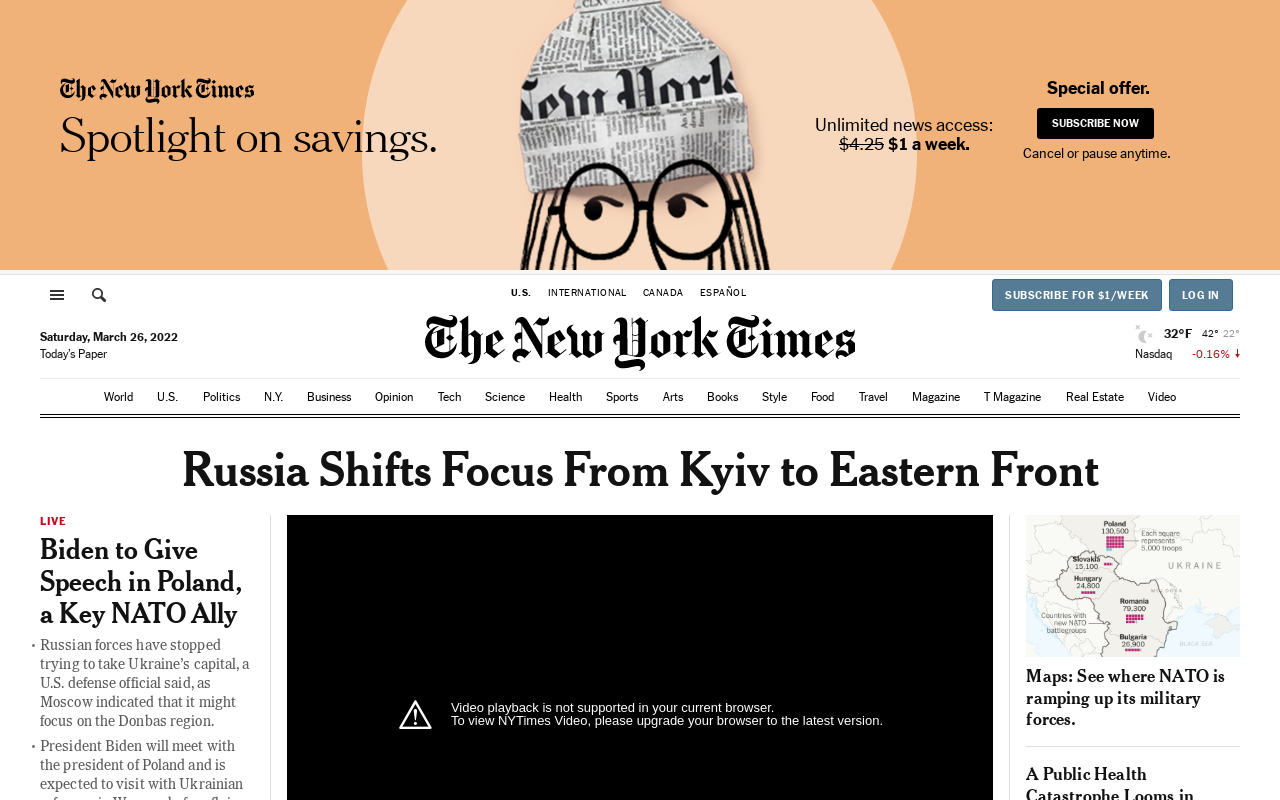 The New York Times
Spotlight on savings.
New York
Unlimited news access:
$4.25 $1 a week.
Special offer.
SUBSCRIBE NOW
Cancel or pause anytime.
U.S. INTERNATIONAL CANADA ESPAÑOL
SUBSCRIBE FOR $1/WEEK
LOG IN
Saturday, March 26, 2022
Today's Paper
The New York Times
32°F 42° 22°
Nasdaq -0.16%
World U.S. Politics N.Y. Business Opinion Tech Science Health Sports Arts Books Style Food Travel Magazine T Magazine Real Estate Video
Russia Shifts Focus From Kyiv to Eastern Front
LIVE
Biden to Give
Speech in Poland,
a Key NATO Ally
• Russian forces have stopped
trying to take Ukraine’s capital, a
U.S. defense official said, as
Moscow indicated that it might
focus on the Donbas region.
• President Biden will meet with
the president of Poland and is
expected to visit with Ukrainian
Video playback is not supported in your current browser.
To view NYTimes Video, please upgrade your browser to the latest version.
Poland
130,500
Each square
represents
5,000 troops
Slovakia
15,100
UKRAINE
Hungary
24,800
MOLDOVA
Romania
79,300
Countries with
new NATO
battlegroups
Bulgaria
26,900
BLACK SEA
Maps: See where NATO is
ramping up its military
forces.
A Public Health
Catastrophe Looms in